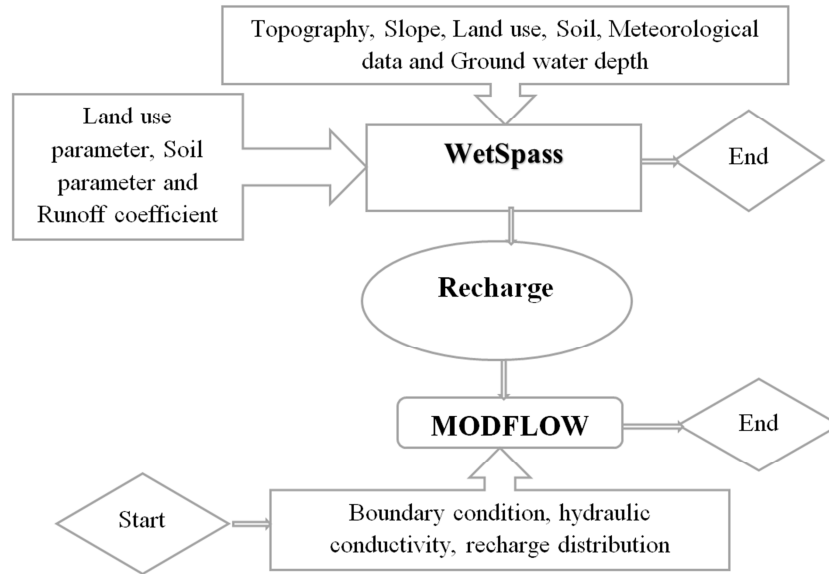 Topography, Slope, Land use, Soil, Meteorological
data and Ground water depth
Land use
parameter, Soil
parameter and
Runoff coefficient
WetSpass
End
Recharge
MODFLOW
End
Start
Boundary condition, hydraulic
conductivity, recharge distribution